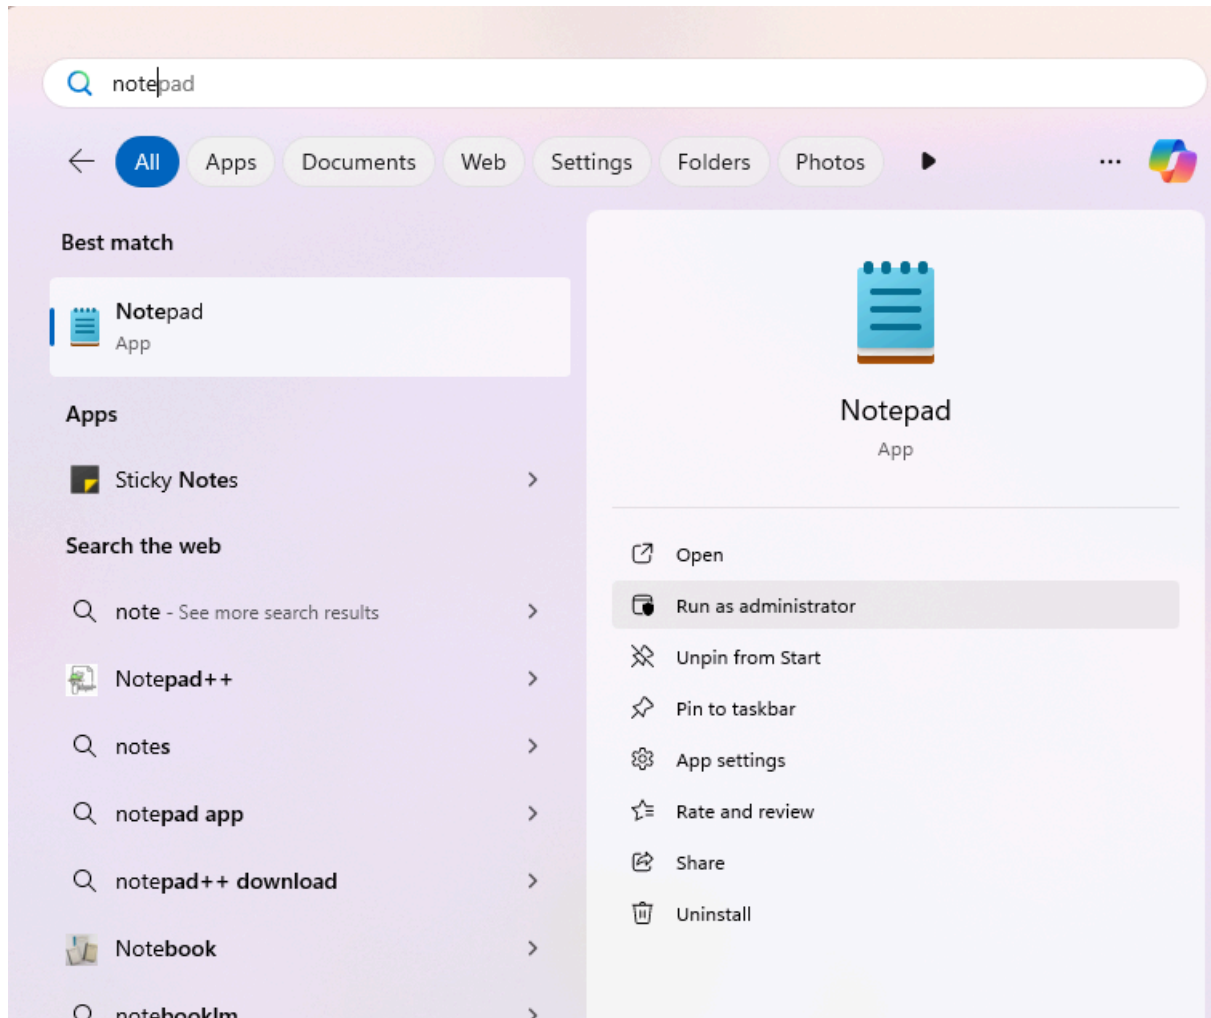 notepad
All Apps Documents Web Settings Folders Photos ...
Best match
Notepad
App
Apps
Sticky Notes
Search the web
note - See more search results
Notepad++
notes
notepad app
notepad++ download
Notebook
notebooklm
Notepad
App
Open
Run as administrator
Unpin from Start
Pin to taskbar
App settings
Rate and review
Share
Uninstall